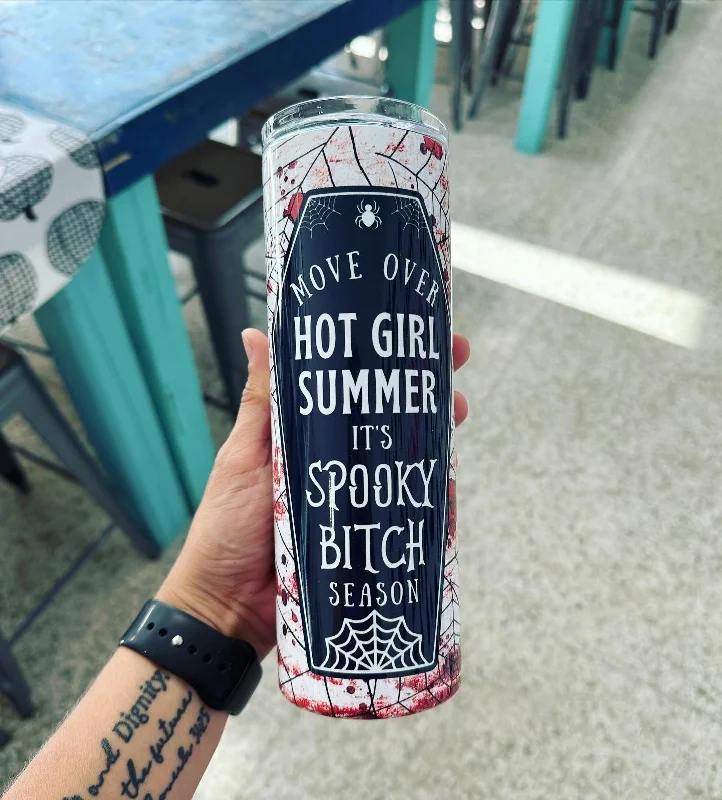 MOVE OVER
HOT GIRL
SUMMER
IT'S
SPOOKY
BITCH
SEASON
and Dignity,
the future